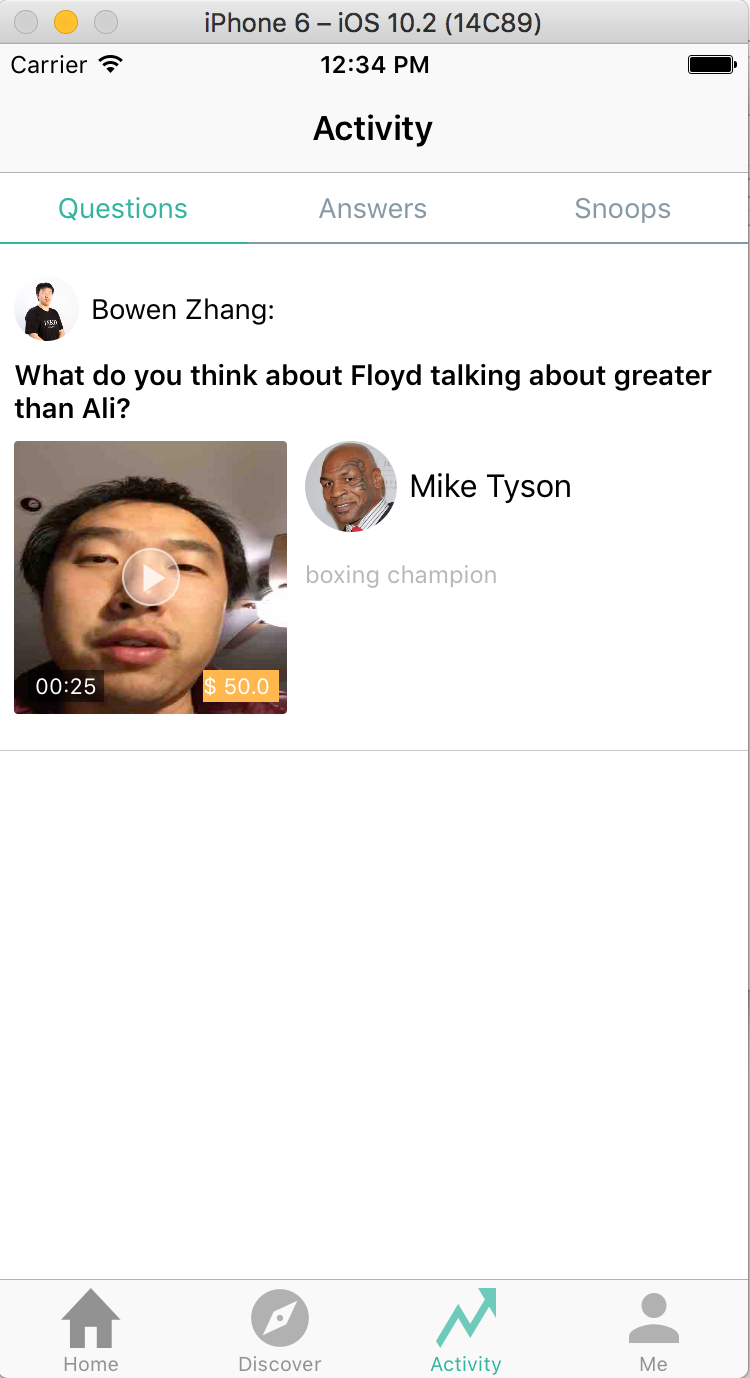 iPhone 6 – iOS 10.2 (14C89)
Carrier 12:34 PM
Activity
Questions Answers Snoops
Bowen Zhang:
What do you think about Floyd talking about greater
than Ali?
Mike Tyson
boxing champion
00:25 $ 50.0
Home Discover Activity Me